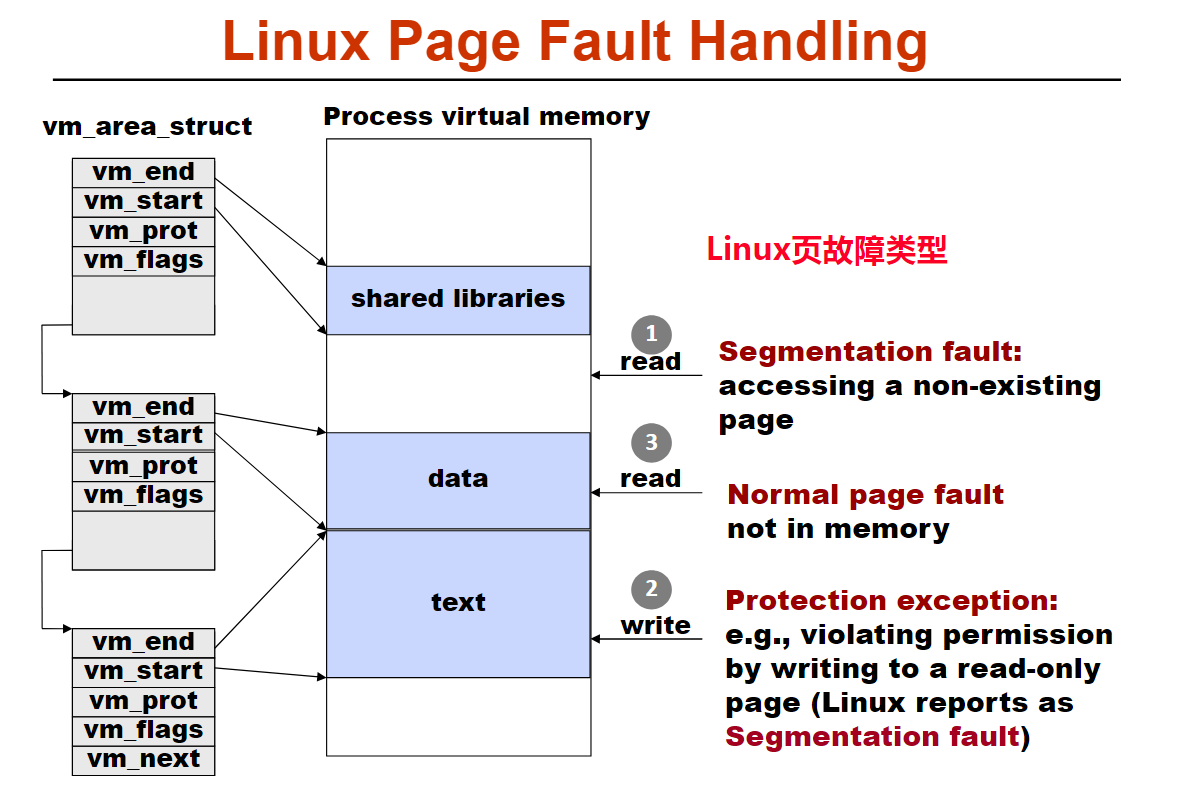 Linux Page Fault Handling
vm_area_struct
Process virtual memory
vm_end
vm_start
vm_prot
vm_flags
shared libraries
Linux页故障类型
1
read
Segmentation fault:
accessing a non-existing
page
vm_end
vm_start
vm_prot
vm_flags
data
3
read
Normal page fault
not in memory
text
2
write
Protection exception:
e.g., violating permission
by writing to a read-only
page (Linux reports as
Segmentation fault)
vm_end
vm_start
vm_prot
vm_flags
vm_next